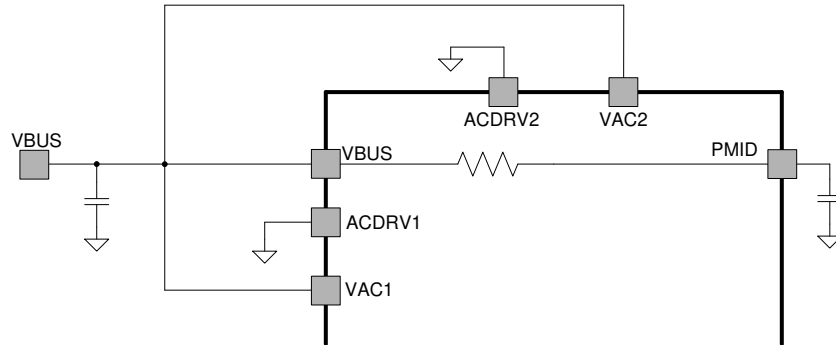 ACDRV2
VAC2
VBUS
VBUS
PMID
ACDRV1
VAC1